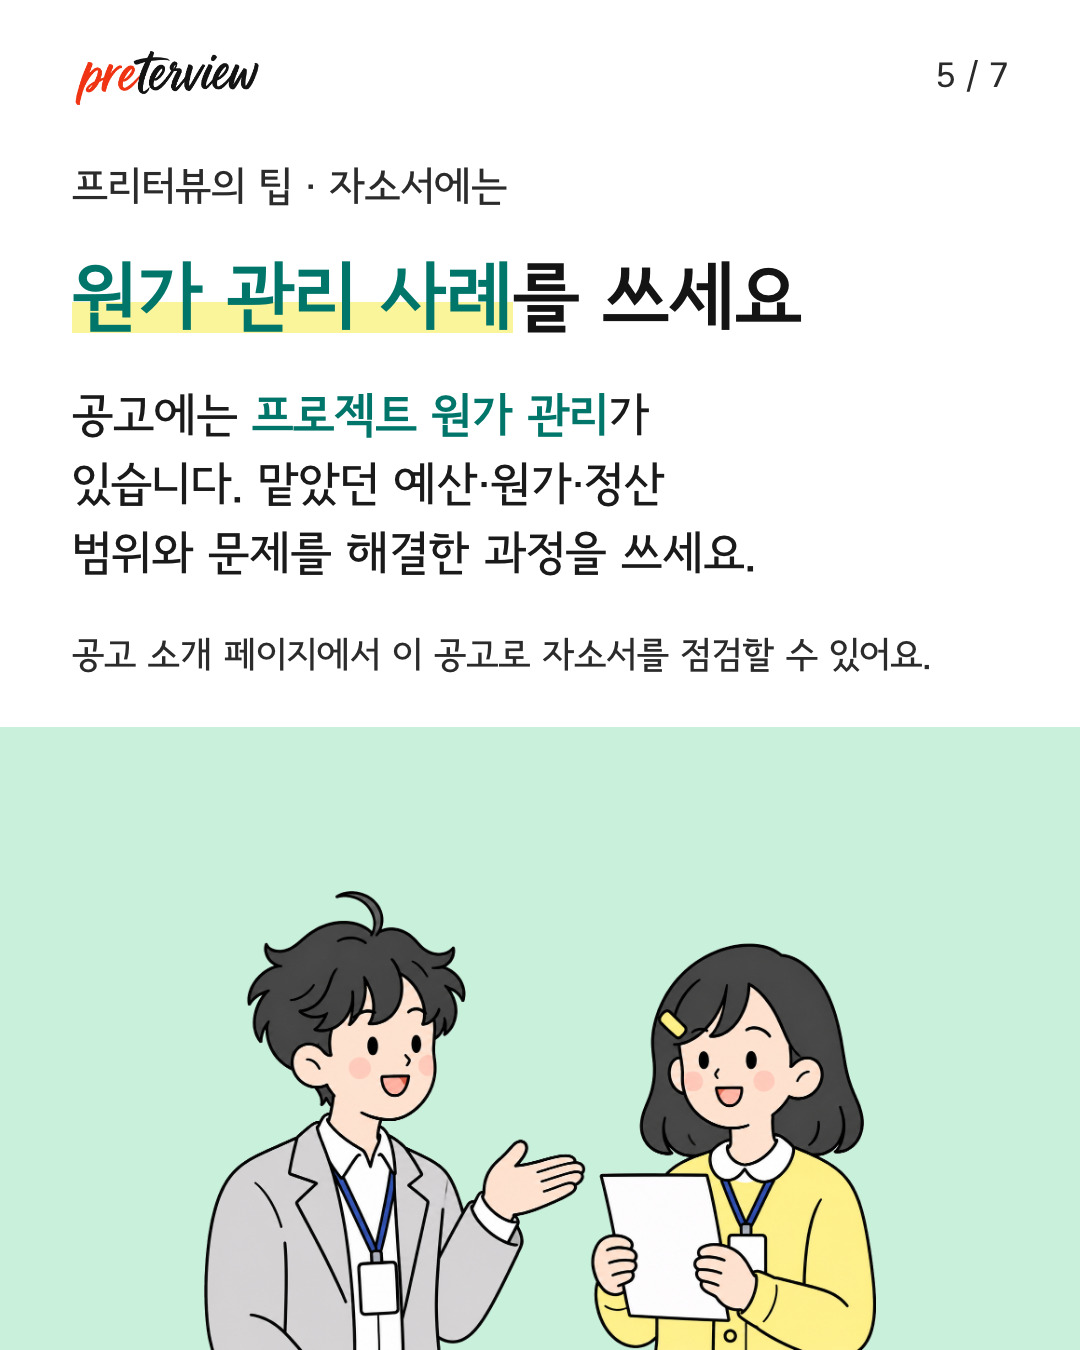 preterview
5 / 7
프리터뷰의 팁 · 자소서에는
원가 관리 사례를 쓰세요
공고에는 프로젝트 원가 관리가
있습니다. 맡았던 예산·원가·정산
범위와 문제를 해결한 과정을 쓰세요.
공고 소개 페이지에서 이 공고로 자소서를 점검할 수 있어요.